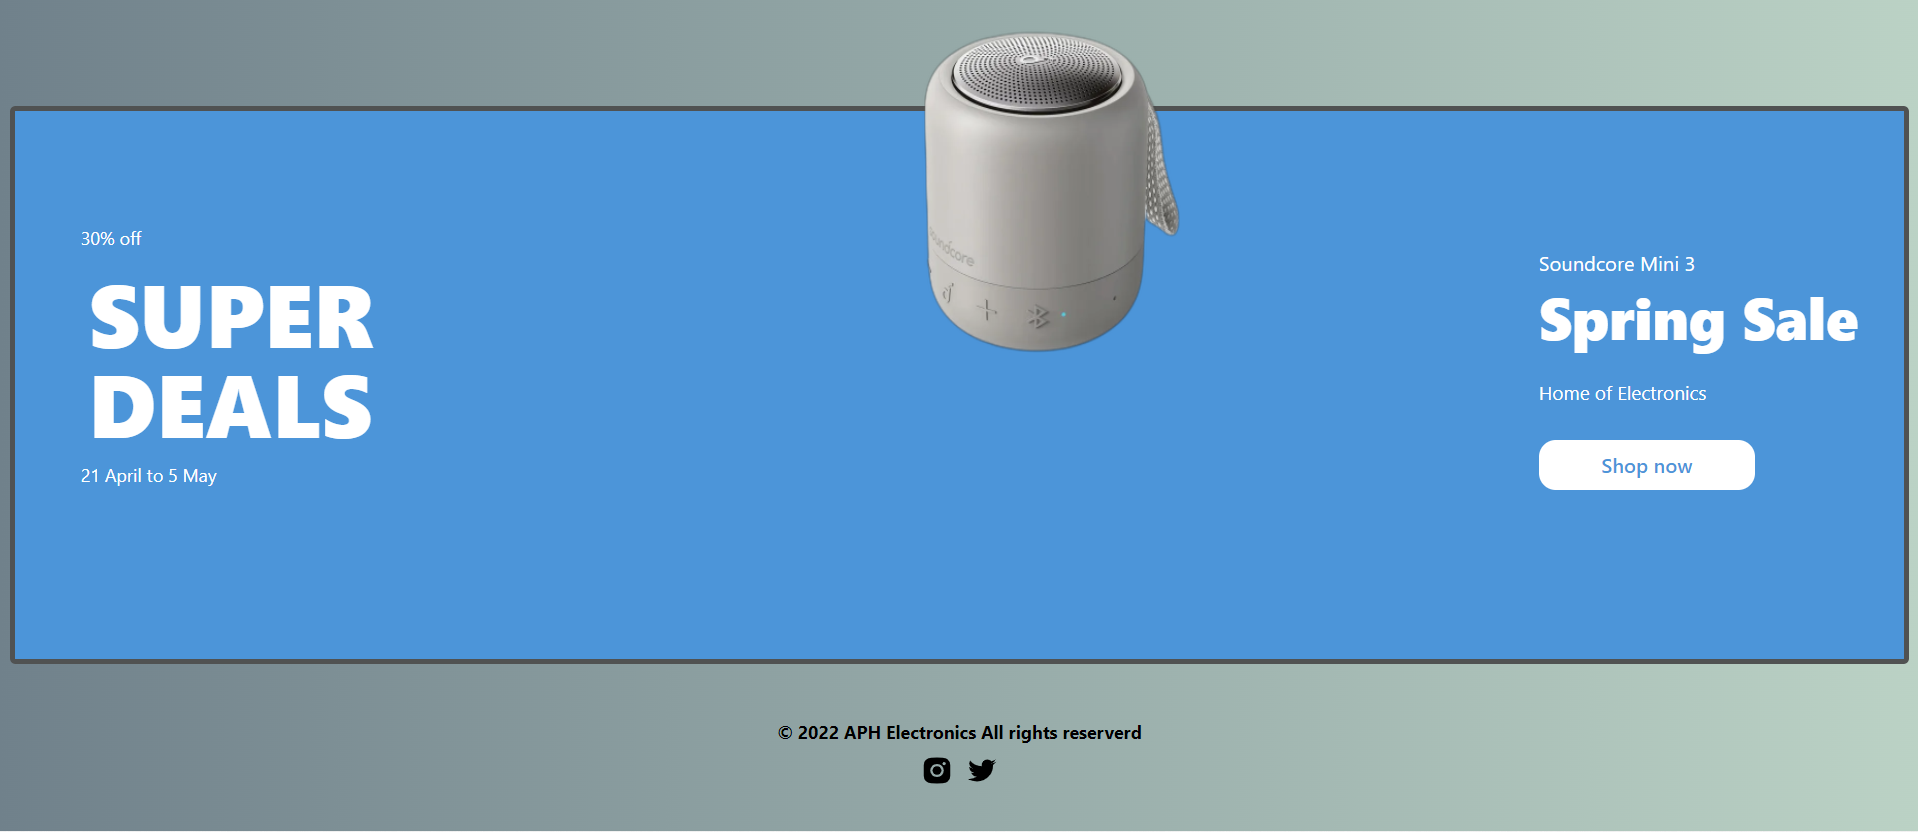 30% off
SUPER
DEALS
21 April to 5 May
soundcore
Soundcore Mini 3
Spring Sale
Home of Electronics
Shop now
© 2022 APH Electronics All rights reserverd